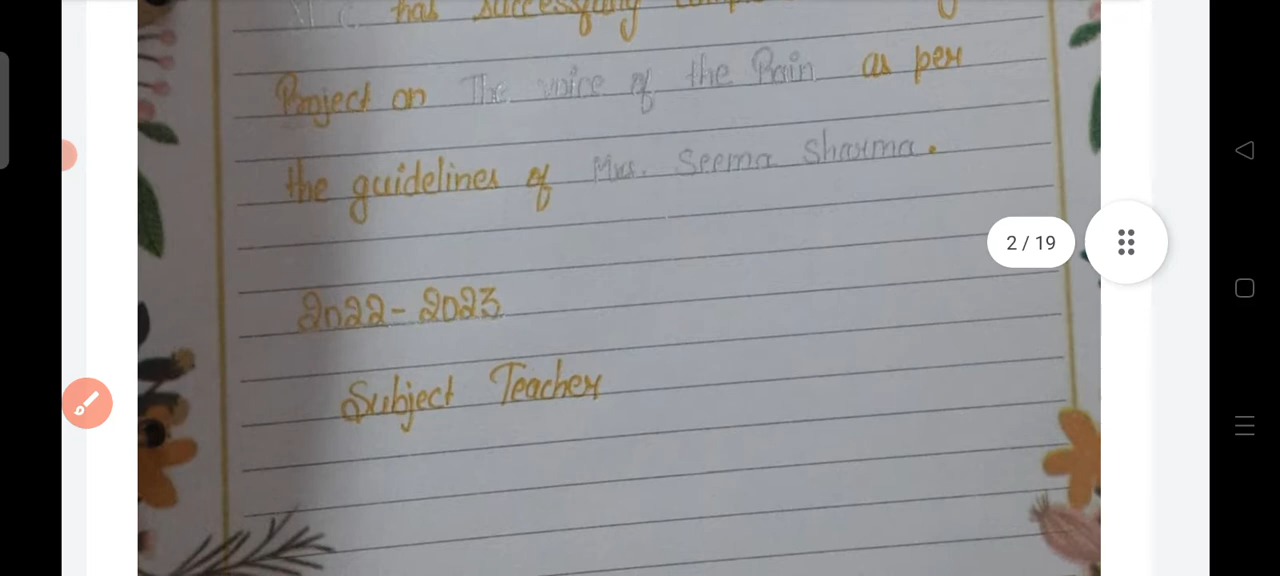 has successfully
Project on The voice of the Rain as per
the guidelines of Mrs. Seema Sharma.
2/19
2022-2023
Subject Teacher